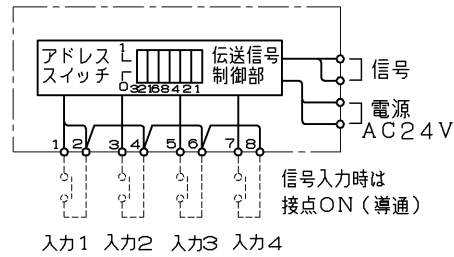 アドレス
スイッチ
1
0
3216 8 4 2 1
伝送信号
制御部
信号
電源
AC24V
1 2 3 4 5 6 7 8
信号入力時は
接点ON(導通)
入力1 入力2 入力3 入力4